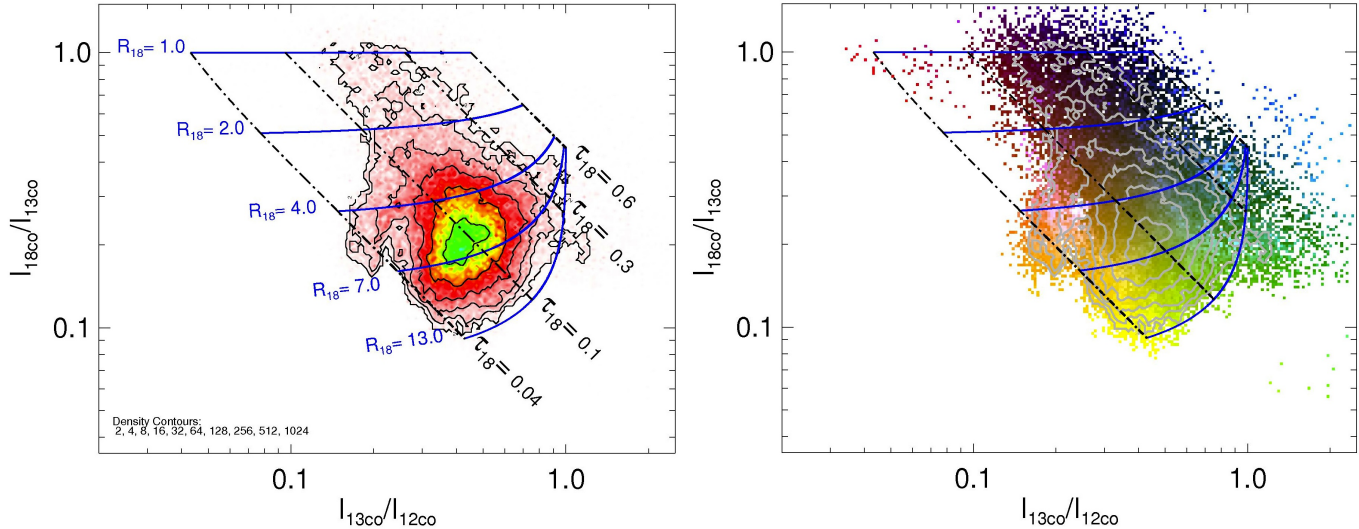 1.0
0.1
I18co/I13co
R18= 1.0
R18= 2.0
R18= 4.0
R18= 7.0
R18= 13.0
τ18= 0.6
τ18= 0.3
τ18= 0.1
τ18= 0.04
Density Contours:
2, 4, 8, 16, 32, 64, 128, 256, 512, 1024
0.1 1.0
I13co/I12co
1.0
0.1
I18co/I13co
0.1 1.0
I13co/I12co